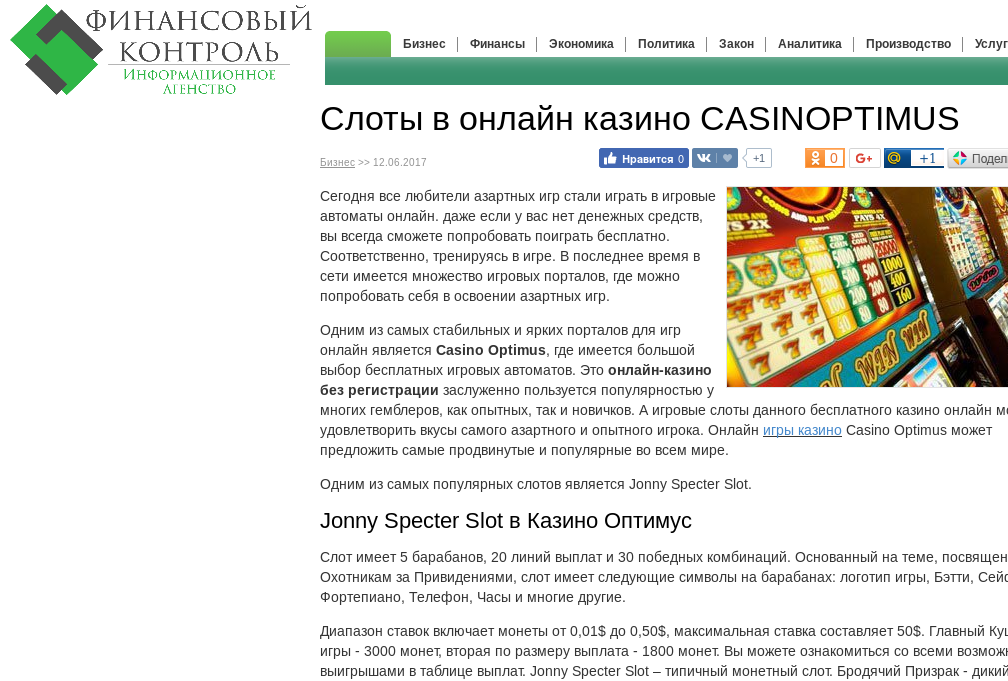 ФИНАНСОВЫЙ
КОНТРОЛЬ
ИНФОРМАЦИОННОЕ
АГЕНСТВО
Бизнес Финансы Экономика Политика Закон Аналитика Производство Услуг
Слоты в онлайн казино CASINOPTIMUS
Бизнес >> 12.06.2017
Нравится 0 +1 0 +1 Подел
Сегодня все любители азартных игр стали играть в игровые
автоматы онлайн. даже если у вас нет денежных средств,
вы всегда сможете попробовать поиграть бесплатно.
Соответственно, тренируясь в игре. В последнее время в
сети имеется множество игровых порталов, где можно
попробовать себя в освоении азартных игр.
Одним из самых стабильных и ярких порталов для игр
онлайн является Casino Optimus, где имеется большой
выбор бесплатных игровых автоматов. Это онлайн-казино
без регистрации заслуженно пользуется популярностью у
многих гемблеров, как опытных, так и новичков. А игровые слоты данного бесплатного казино онлайн мо
удовлетворить вкусы самого азартного и опытного игрока. Онлайн игры казино Casino Optimus может
предложить самые продвинутые и популярные во всем мире.
Одним из самых популярных слотов является Jonny Specter Slot.
Jonny Specter Slot в Казино Оптимус
Слот имеет 5 барабанов, 20 линий выплат и 30 победных комбинаций. Основанный на теме, посвящен
Охотникам за Привидениями, слот имеет следующие символы на барабанах: логотип игры, Бэтти, Сейс
Фортепиано, Телефон, Часы и многие другие.
Диапазон ставок включает монеты от 0,01$ до 0,50$, максимальная ставка составляет 50$. Главный Куш
игры - 3000 монет, вторая по размеру выплата - 1800 монет. Вы можете ознакомиться со всеми возможн
выигрышами в таблице выплат. Jonny Specter Slot – типичный монетный слот. Бродячий Призрак - дикий